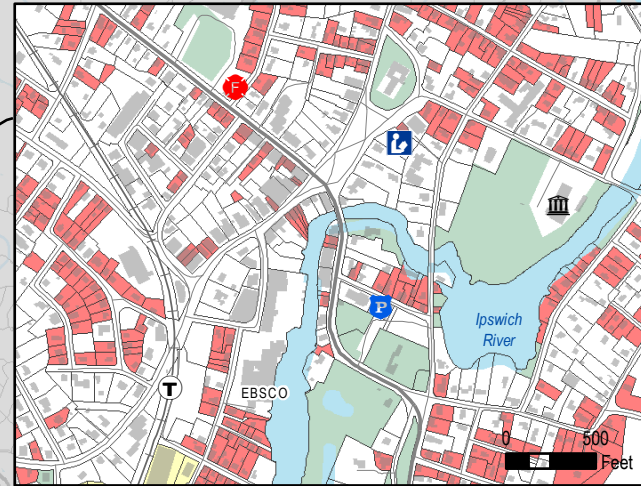 F
P
Ipswich
River
T
EBSCO
0 500
Feet